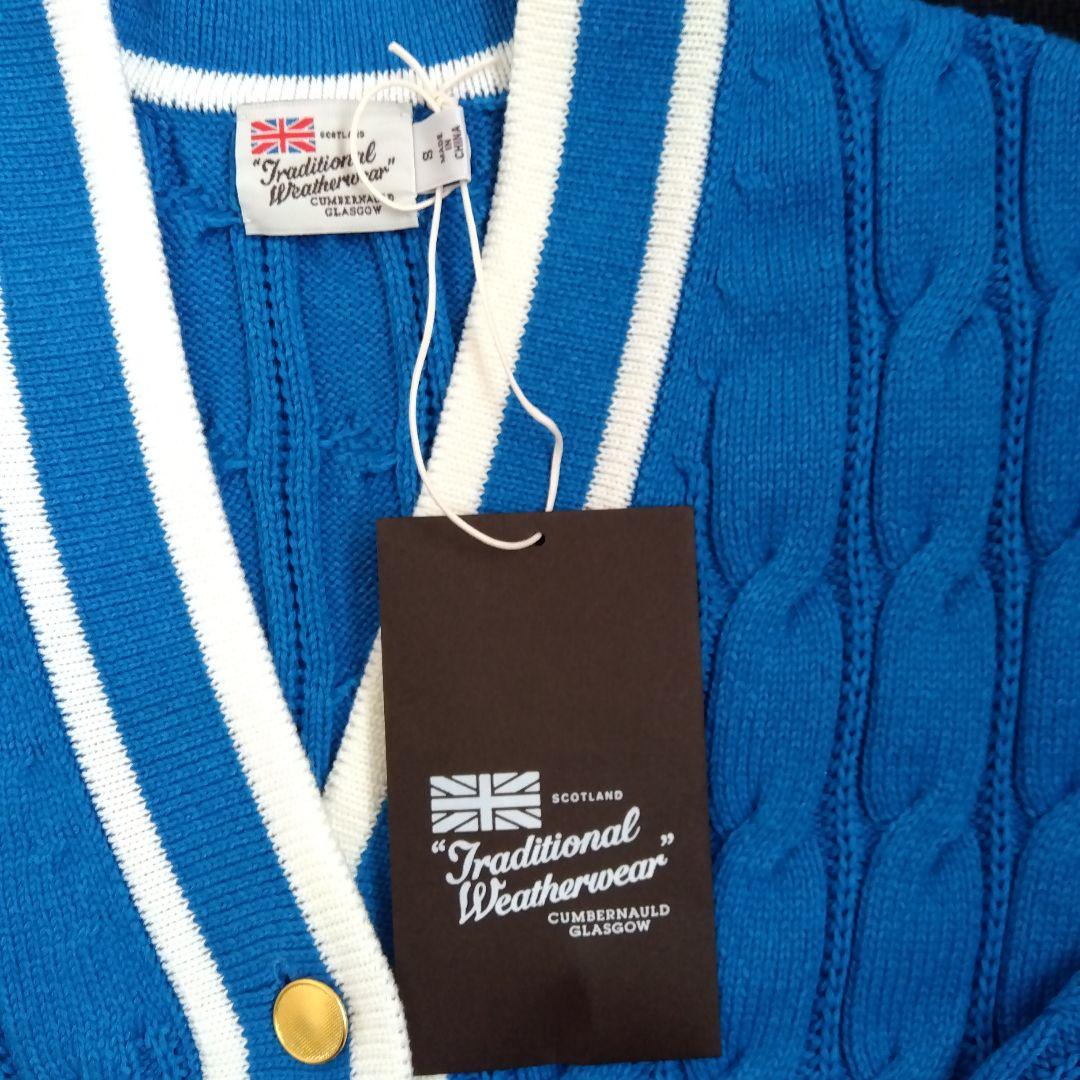 SCOTLAND
"Traditional
Weatherwear"
CUMBERNAULD
GLASGOW
S
MADE
IN
CHINA
SCOTLAND
"Traditional
Weatherwear"
CUMBERNAULD
GLASGOW